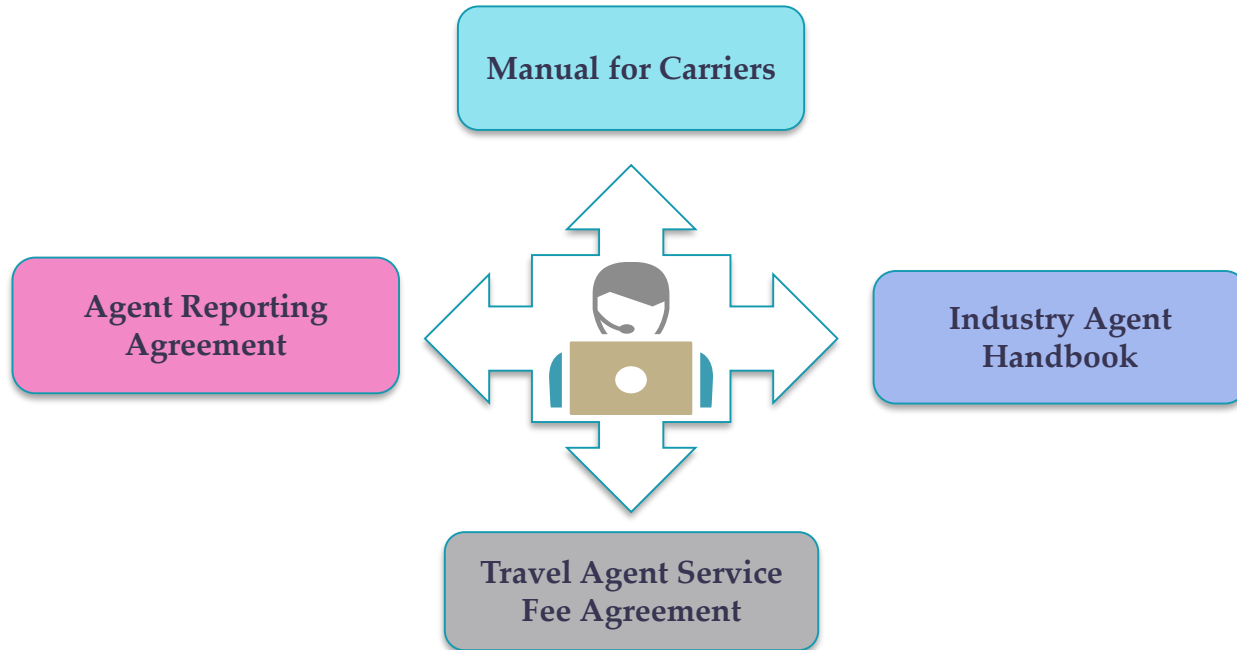 Manual for Carriers
Agent Reporting
Agreement
Industry Agent
Handbook
Travel Agent Service
Fee Agreement